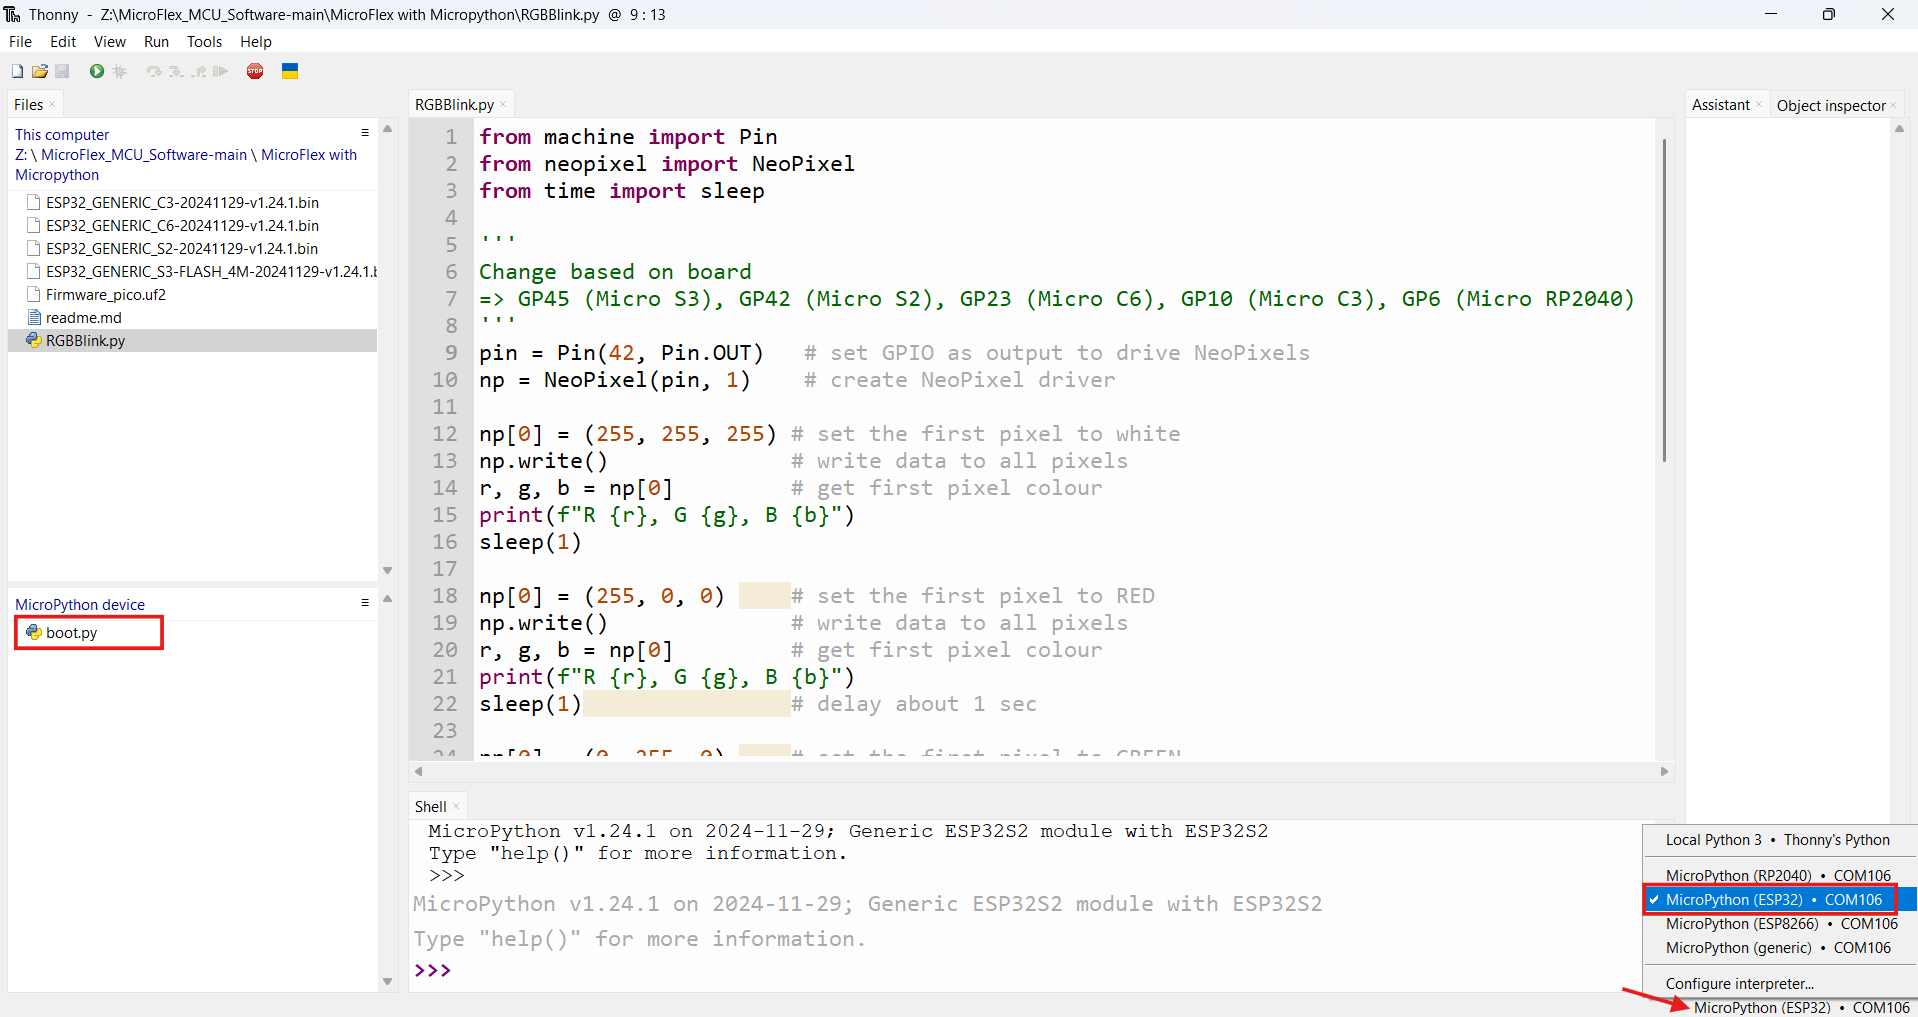 Thonny - Z:\MicroFlex_MCU_Software-main\MicroFlex with Micropython\RGBBlink.py @ 9 : 13
File Edit View Run Tools Help
STOP
Files
This computer
Z: \ MicroFlex_MCU_Software-main \ MicroFlex with
Micropython
ESP32_GENERIC_C3-20241129-v1.24.1.bin
ESP32_GENERIC_C6-20241129-v1.24.1.bin
ESP32_GENERIC_S2-20241129-v1.24.1.bin
ESP32_GENERIC_S3-FLASH_4M-20241129-v1.24.1.b
Firmware_pico.uf2
readme.md
RGBBlink.py
MicroPython device
boot.py
RGBBlink.py
1 from machine import Pin
2 from neopixel import NeoPixel
3 from time import sleep
4
5 '''
6 Change based on board
7 => GP45 (Micro S3), GP42 (Micro S2), GP23 (Micro C6), GP10 (Micro C3), GP6 (Micro RP2040)
8 '''
9 pin = Pin(42, Pin.OUT) # set GPIO as output to drive NeoPixels
10 np = NeoPixel(pin, 1) # create NeoPixel driver
11
12 np[0] = (255, 255, 255) # set the first pixel to white
13 np.write() # write data to all pixels
14 r, g, b = np[0] # get first pixel colour
15 print(f"R {r}, G {g}, B {b}")
16 sleep(1)
17
18 np[0] = (255, 0, 0) # set the first pixel to RED
19 np.write() # write data to all pixels
20 r, g, b = np[0] # get first pixel colour
21 print(f"R {r}, G {g}, B {b}")
22 sleep(1) # delay about 1 sec
23
24 np[0] = (0, 255, 0) # set the first pixel to GREEN
Shell
MicroPython v1.24.1 on 2024-11-29; Generic ESP32S2 module with ESP32S2
Type "help()" for more information.
>>>
MicroPython v1.24.1 on 2024-11-29; Generic ESP32S2 module with ESP32S2
Type "help()" for more information.
>>>
Assistant Object inspector
Local Python 3 • Thonny's Python
MicroPython (RP2040) • COM106
✓ MicroPython (ESP32) • COM106
MicroPython (ESP8266) • COM106
MicroPython (generic) • COM106
Configure interpreter...
MicroPython (ESP32) • COM106